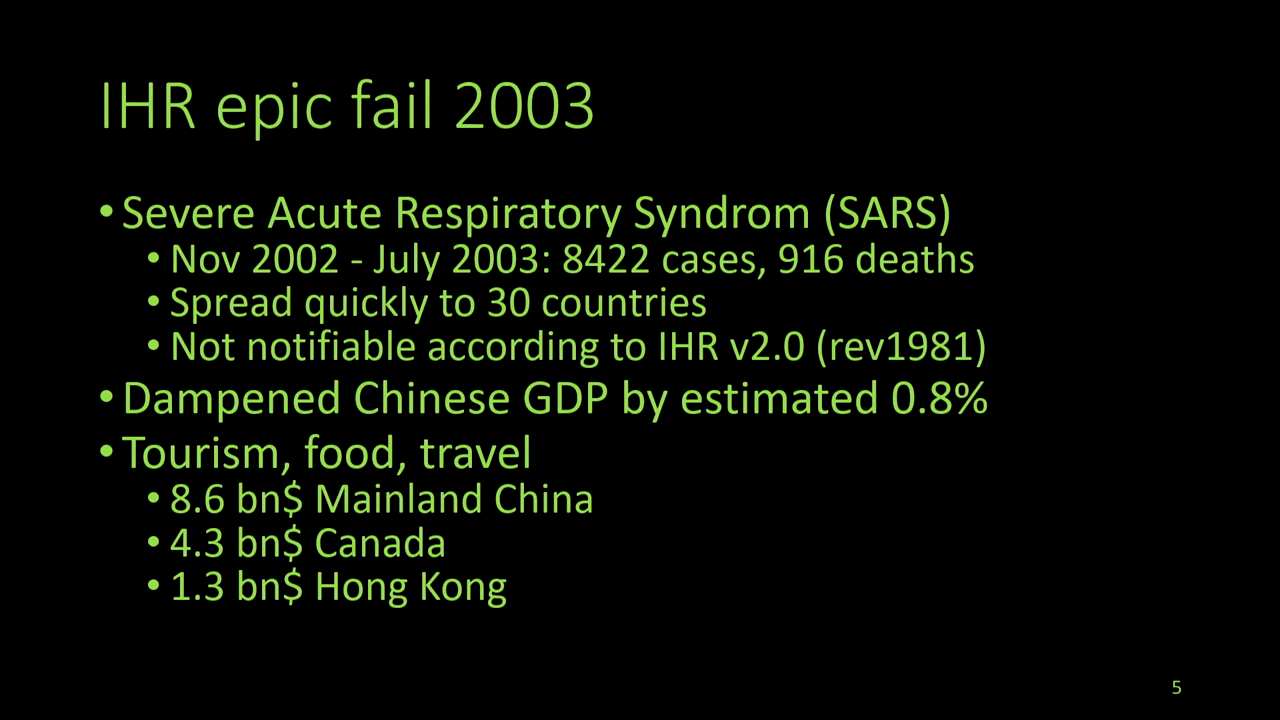 IHR epic fail 2003
• Severe Acute Respiratory Syndrom (SARS)
• Nov 2002 - July 2003: 8422 cases, 916 deaths
• Spread quickly to 30 countries
• Not notifiable according to IHR v2.0 (rev1981)
• Dampened Chinese GDP by estimated 0.8%
• Tourism, food, travel
• 8.6 bn$ Mainland China
• 4.3 bn$ Canada
• 1.3 bn$ Hong Kong
5